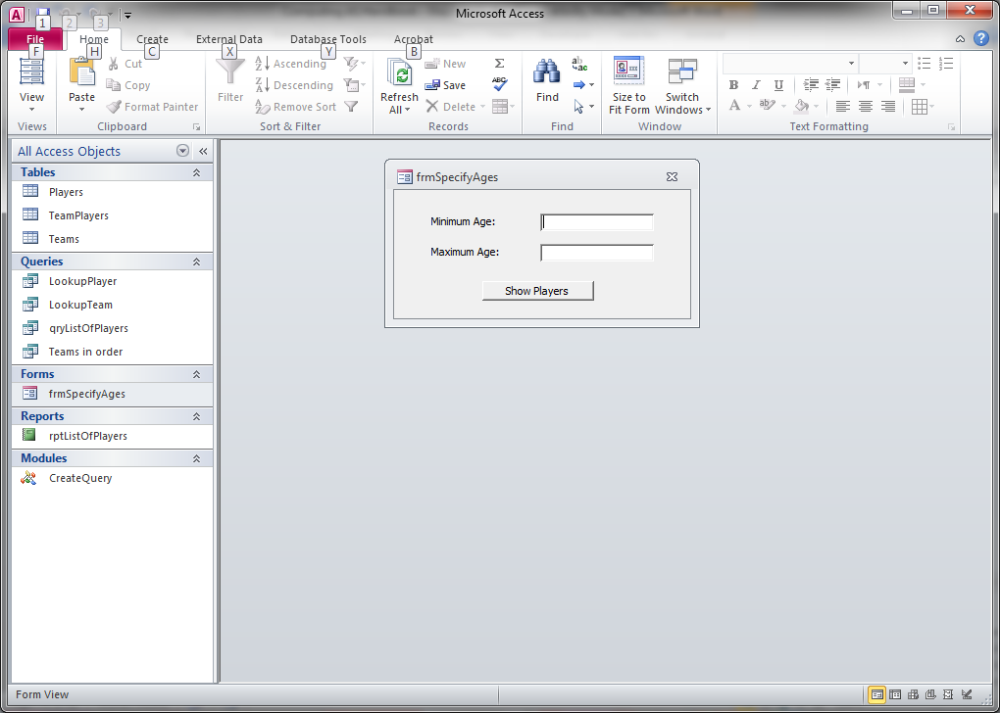 Microsoft Access
1 2 3
File Home Create External Data Database Tools Acrobat
F H C X Y B
View
Views
Paste
Cut
Copy
Format Painter
Clipboard
Filter
Ascending
Descending
Remove Sort
Sort & Filter
Refresh
All
New
Save
Delete
Records
Find
Find
Size to
Fit Form
Switch
Windows
Window
B I U
A
Text Formatting
All Access Objects
Tables
Players
TeamPlayers
Teams
Queries
LookupPlayer
LookupTeam
qryListOfPlayers
Teams in order
Forms
frmSpecifyAges
Reports
rptListOfPlayers
Modules
CreateQuery
frmSpecifyAges
Minimum Age:
Maximum Age:
Show Players
Form View